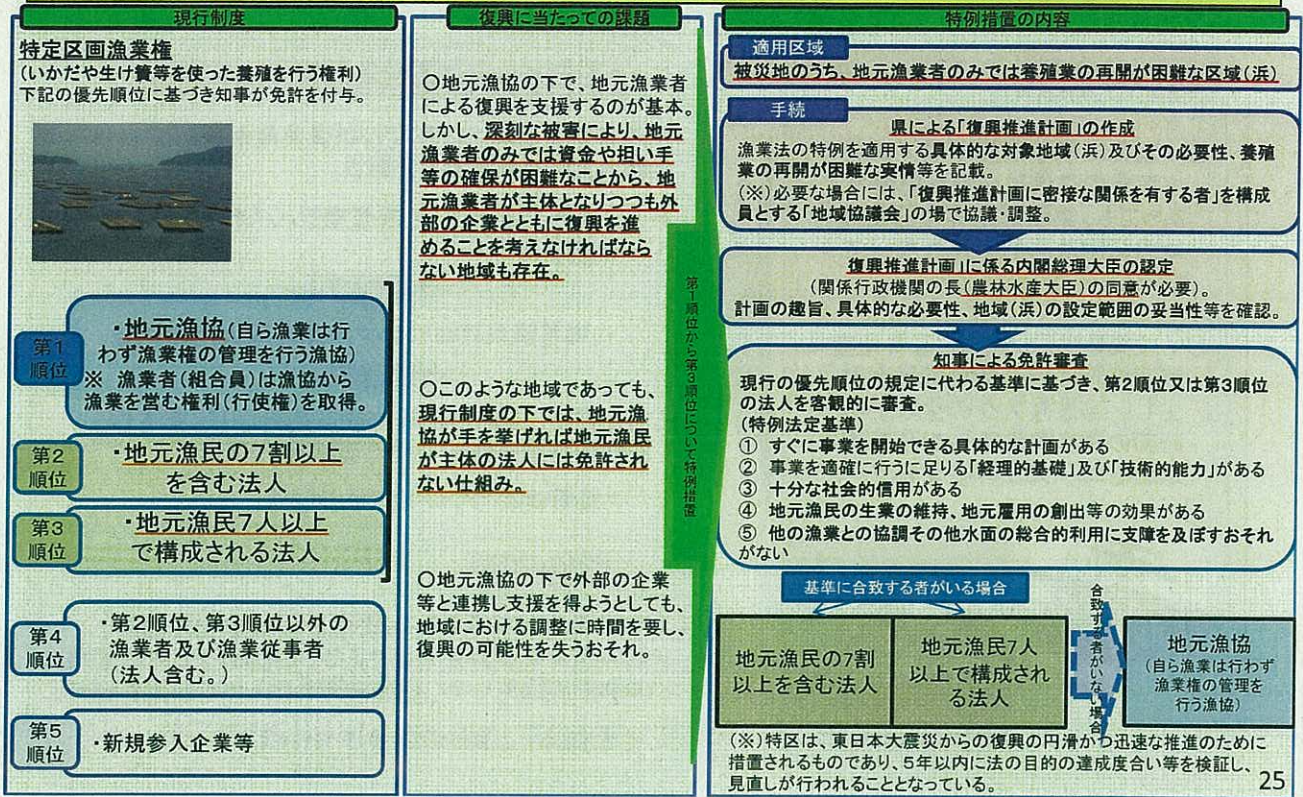 現行制度
特定区画漁業権
(いかだや生け簀等を使った養殖を行う権利)
下記の優先順位に基づき知事が免許を付与。
第1
順位
・地元漁協(自ら漁業は行
わず漁業権の管理を行う漁協)
※ 漁業者(組合員)は漁協から
漁業を営む権利(行使権)を取得。
第2
順位
・地元漁民の7割以上
を含む法人
第3
順位
・地元漁民7人以上
で構成される法人
第4
順位
・第2順位、第3順位以外の
漁業者及び漁業従事者
(法人含む。)
第5
順位
・新規参入企業等
復興に当たっての課題
○地元漁協の下で、地元漁業者
による復興を支援するのが基本。
しかし、深刻な被害により、地元
漁業者のみでは資金や担い手
等の確保が困難なことから、地
元漁業者が主体となりつつも外
部の企業とともに復興を進
めることを考えなければなら
ない地域も存在。
○このような地域であっても、
現行制度の下では、地元漁
協が手を挙げれば地元漁民
が主体の法人には免許され
ない仕組み。
○地元漁協の下で外部の企業
等と連携し支援を得ようとしても、
地域における調整に時間を要し、
復興の可能性を失うおそれ。
第1順位から第3順位について特例措置
特例措置の内容
適用区域
被災地のうち、地元漁業者のみでは養殖業の再開が困難な区域(浜)
手続
県による「復興推進計画」の作成
漁業法の特例を適用する具体的な対象地域(浜)及びその必要性、養殖
業の再開が困難な実情等を記載。
(※)必要な場合には、「復興推進計画に密接な関係を有する者」を構成
員とする「地域協議会」の場で協議・調整。
復興推進計画」に係る内閣総理大臣の認定
(関係行政機関の長(農林水産大臣)の同意が必要)。
計画の趣旨、具体的な必要性、地域(浜)の設定範囲の妥当性等を確認。
知事による免許審査
現行の優先順位の規定に代わる基準に基づき、第2順位又は第3順位
の法人を客観的に審査。
(特例法定基準)
① すぐに事業を開始できる具体的な計画がある
② 事業を適確に行うに足りる「経理的基礎」及び「技術的能力」がある
③ 十分な社会的信用がある
④ 地元漁民の生業の維持、地元雇用の創出等の効果がある
⑤ 他の漁業との協調その他水面の総合的利用に支障を及ぼすおそれ
がない
基準に合致する者がいる場合
地元漁民の7割
以上を含む法人
地元漁民7人
以上で構成され
る法人
合致する者がいない場合
地元漁協
(自ら漁業は行わず
漁業権の管理を
行う漁協)
(※)特区は、東日本大震災からの復興の円滑かつ迅速な推進のために
措置されるものであり、5年以内に法の目的の達成度合い等を検証し、
見直しが行われることとなっている。
25